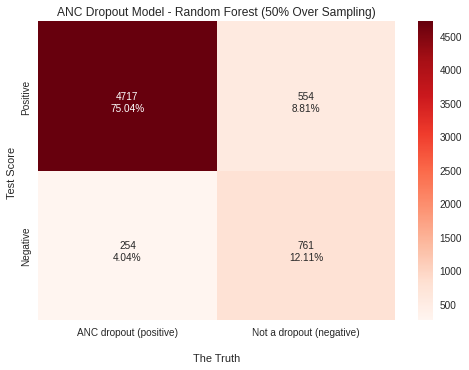 ANC Dropout Model - Random Forest (50% Over Sampling)
Positive
Negative
Test Score
4717
75.04%
554
8.81%
254
4.04%
761
12.11%
ANC dropout (positive)
Not a dropout (negative)
The Truth
4500
4000
3500
3000
2500
2000
1500
1000
500